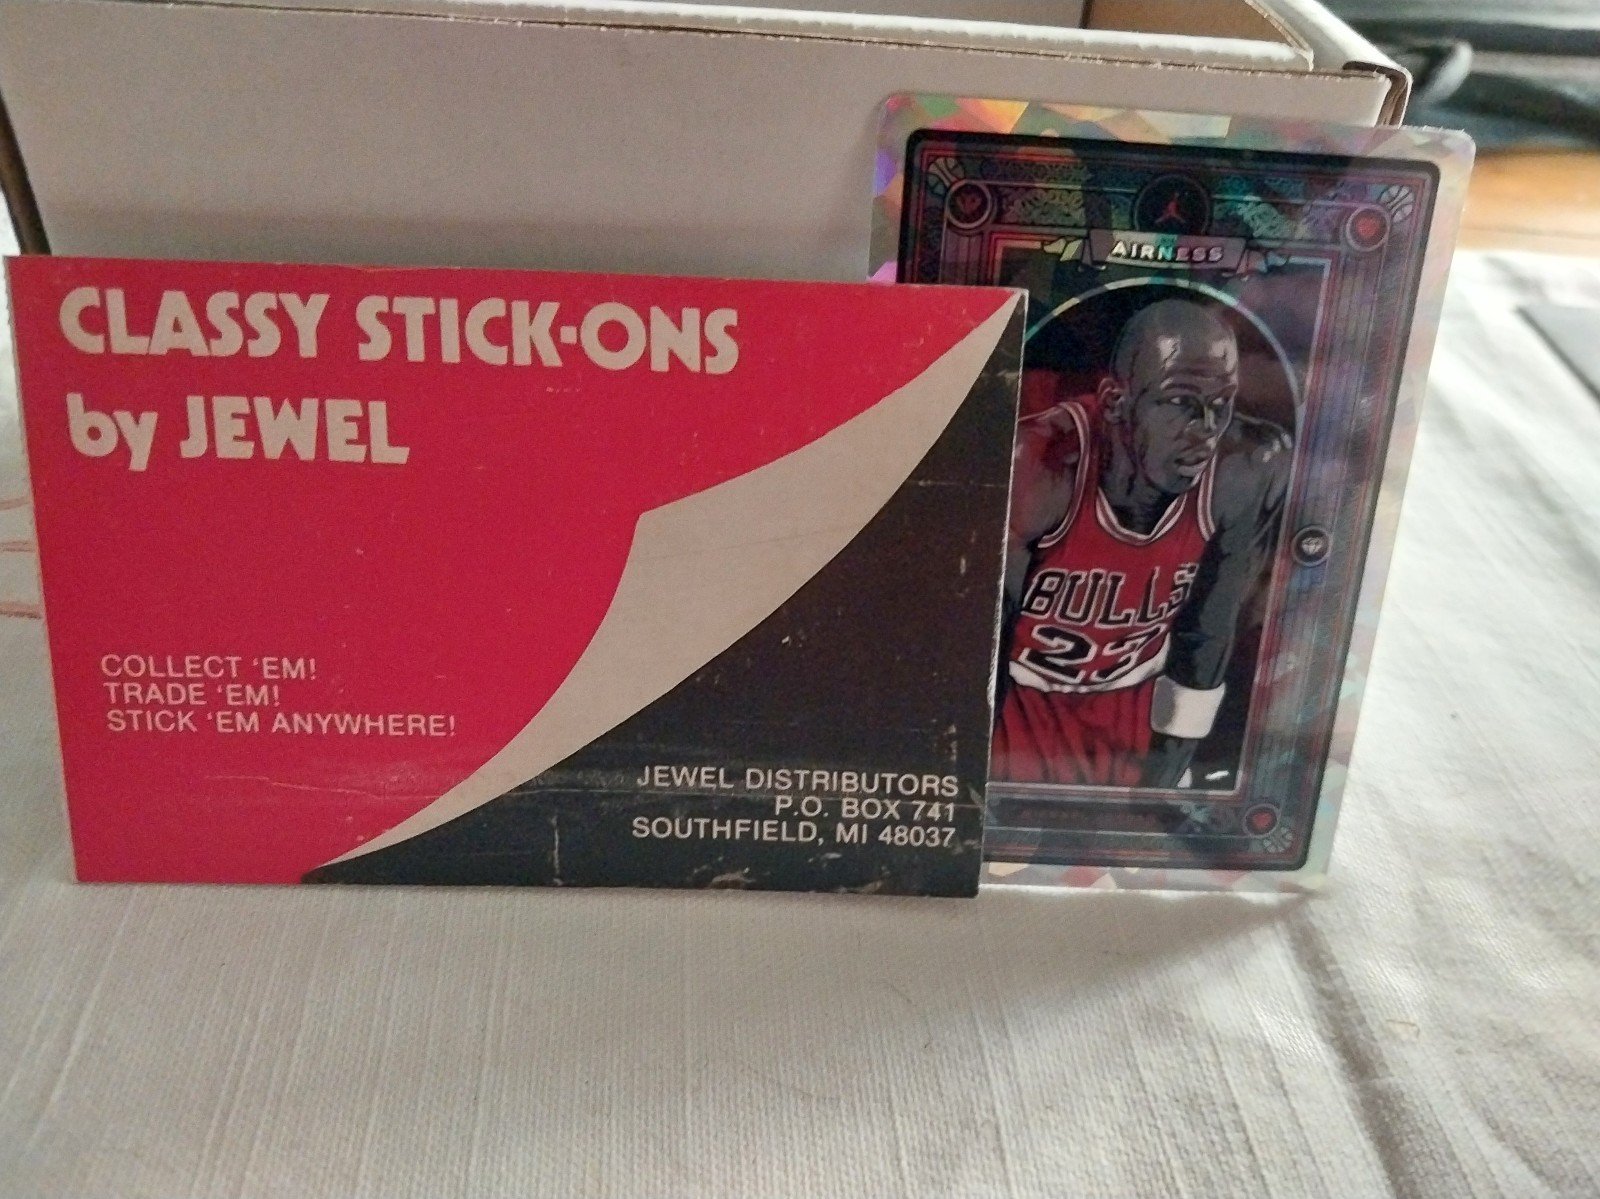 CLASSY STICK-ONS
by JEWEL
COLLECT 'EM!
TRADE 'EM!
STICK 'EM ANYWHERE!
JEWEL DISTRIBUTORS
P.O. BOX 741
SOUTHFIELD, MI 48037
AIRNESS
BULLS
23